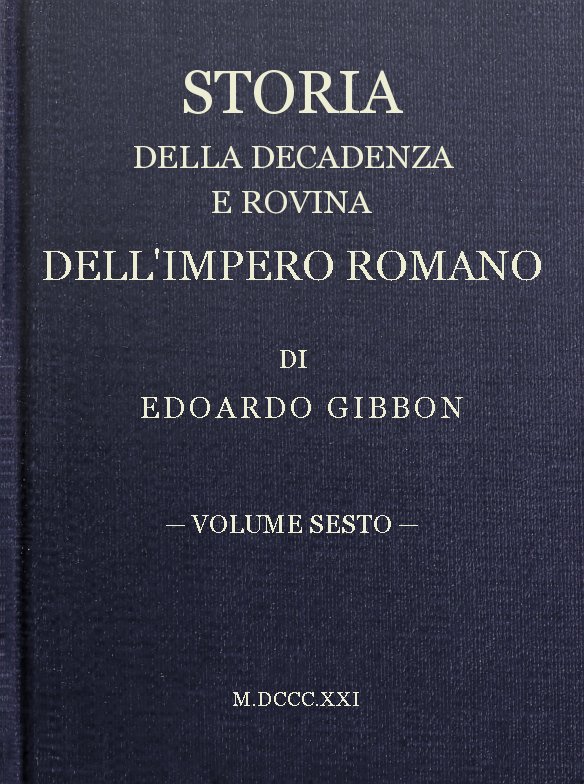 STORIA
DELLA DECADENZA
E ROVINA
DELL'IMPERO ROMANO
DI
EDOARDO GIBBON
— VOLUME SESTO —
M.DCCC.XXI